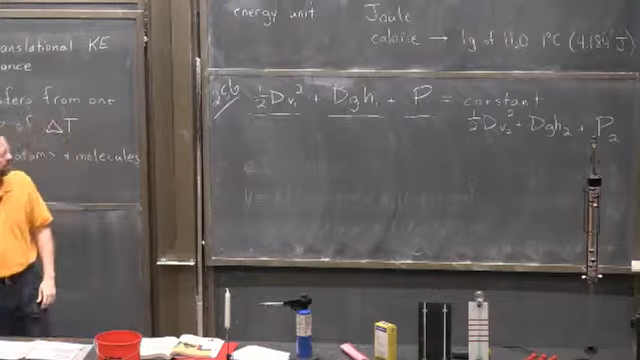 anslational KE
ance
fers from one
of ΔT
atoms + molecules
energy unit Joule
calorie → 1g of H₂O 1°C (4.184 J)
½Dv₁² + Dgh₁ + P = constant
½Dv₂² + Dgh₂ + P₂